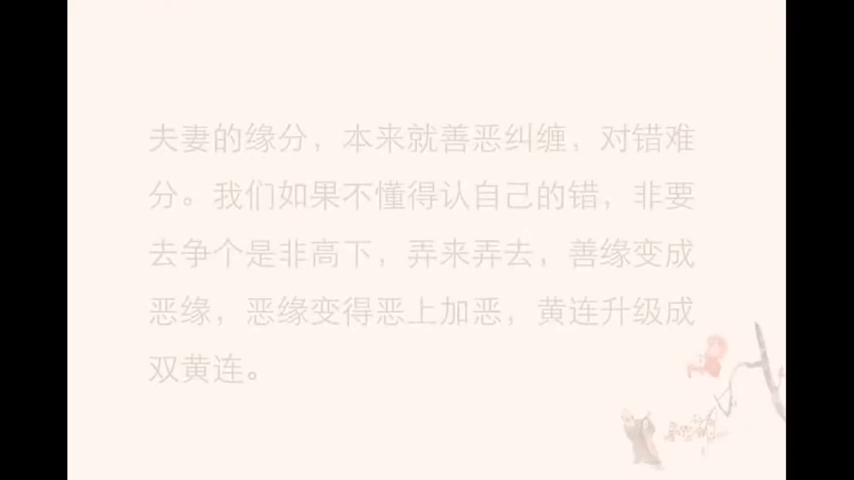 夫妻的缘分，本来就善恶纠缠，对错难
分。我们如果不懂得认自己的错，非要
去争个是非高下，弄来弄去，善缘变成
恶缘，恶缘变得恶上加恶，黄连升级成
双黄连。